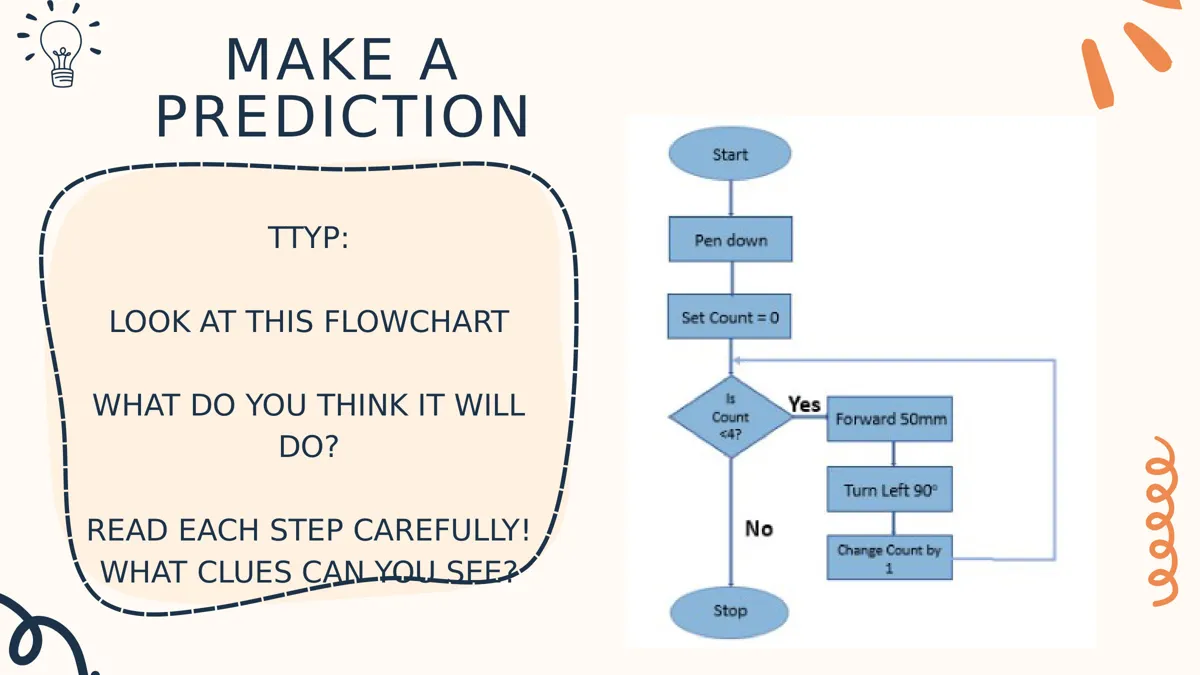 MAKE A
PREDICTION
TTYP:
LOOK AT THIS FLOWCHART
WHAT DO YOU THINK IT WILL
DO?
READ EACH STEP CAREFULLY!
WHAT CLUES CAN YOU SEE?
Start
Pen down
Set Count = 0
Is
Count
<4?
Yes
Forward 50mm
Turn Left 90°
Change Count by
1
No
Stop